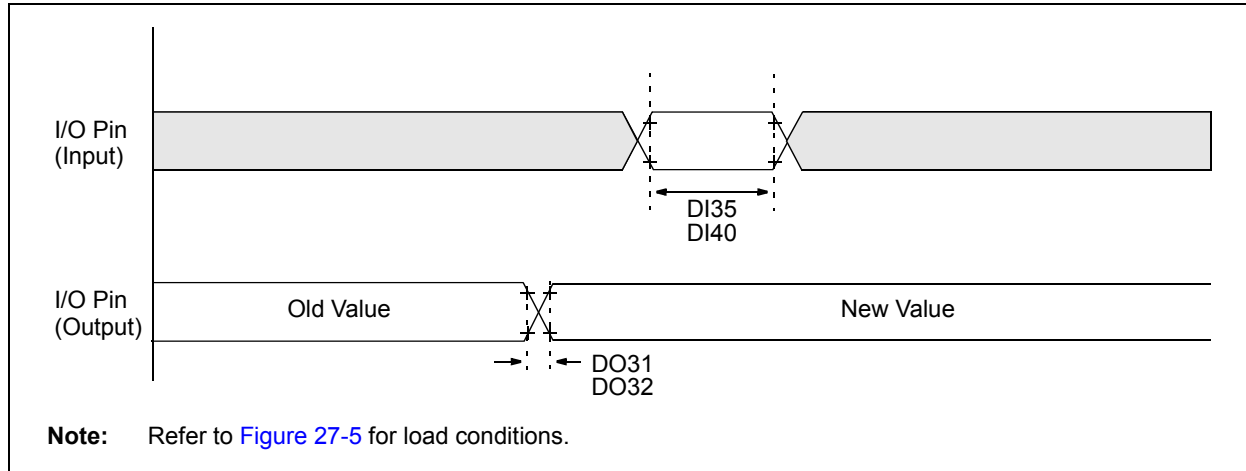 I/O Pin
(Input)
DI35
DI40
I/O Pin
(Output)
Old Value
New Value
DO31
DO32
Note: Refer to Figure 27-5 for load conditions.